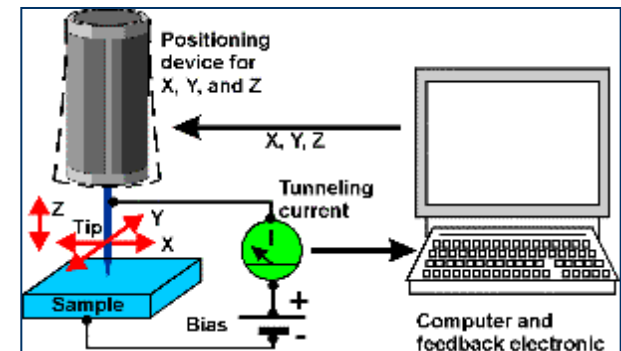 Positioning
device for
X, Y, and Z
X, Y, Z
Tunneling
current
Z
Tip
Y
X
I
Sample
Bias
+
-
Computer and
feedback electronic